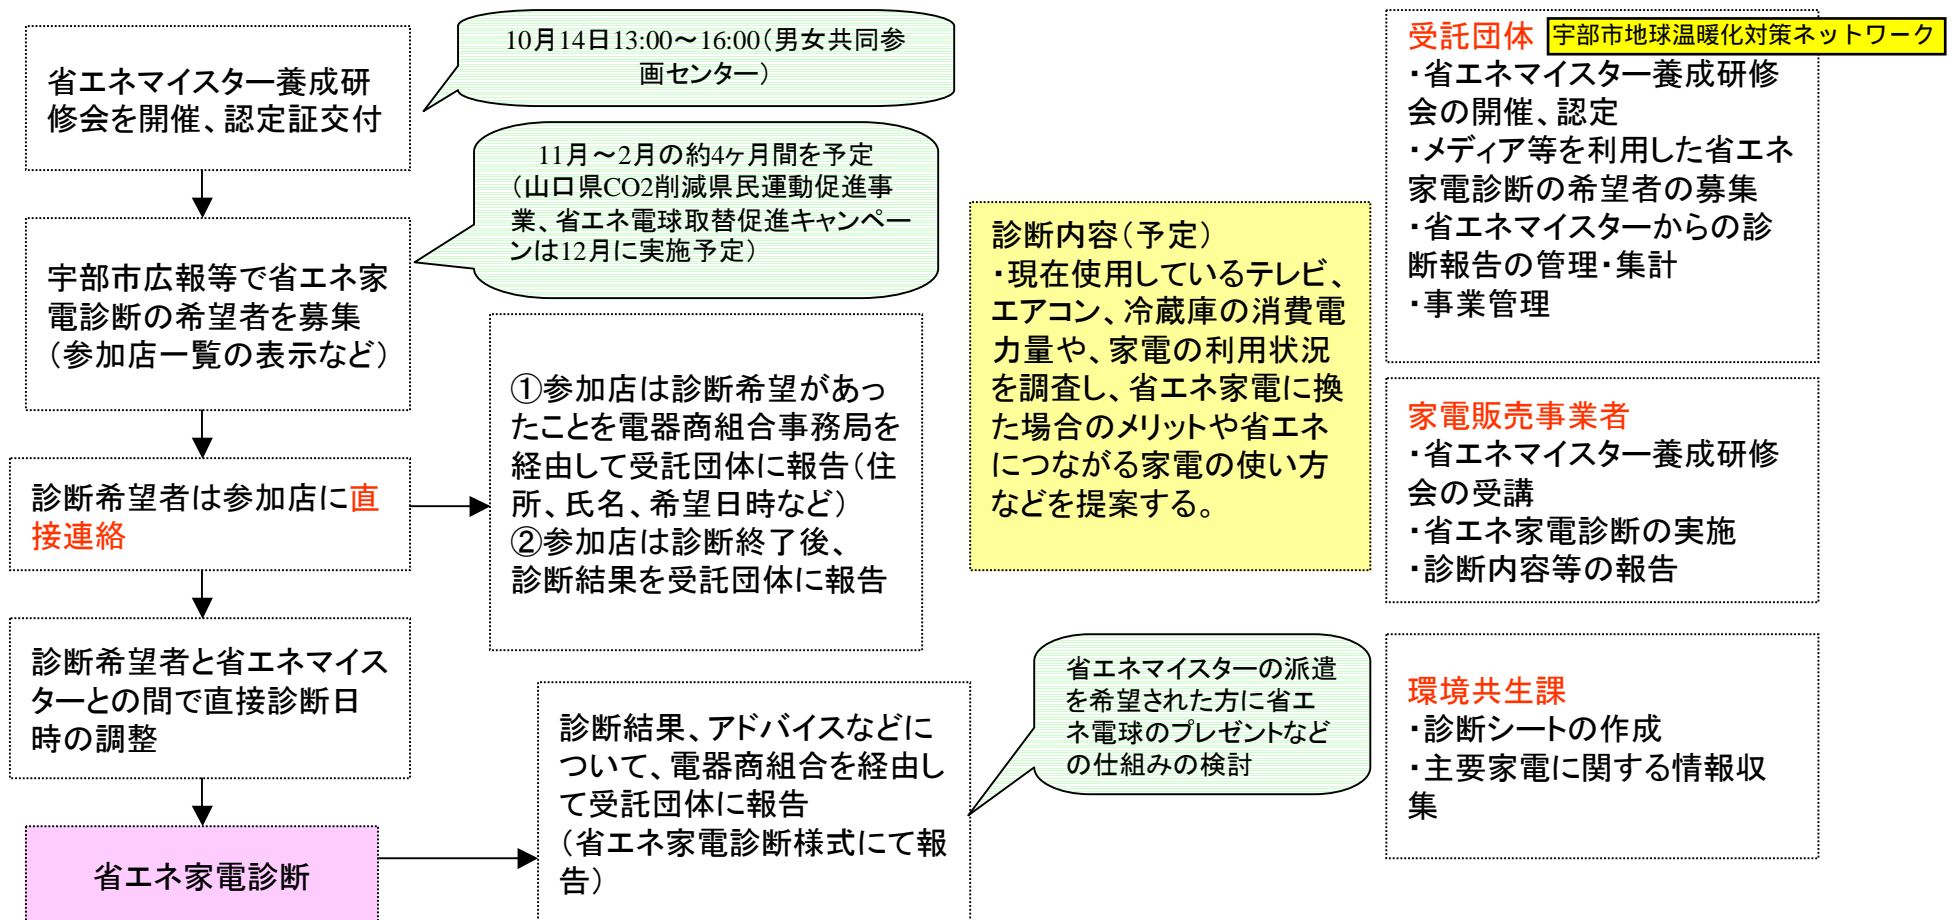 省エネマイスター養成研
修会を開催、認定証交付
10月14日13:00～16:00（男女共同参
画センター）
11月～2月の約4ヶ月間を予定
（山口県CO2削減県民運動促進事
業、省エネ電球取替促進キャンペー
ンは12月に実施予定）
宇部市広報等で省エネ家
電診断の希望者を募集
（参加店一覧の表示など）
診断希望者は参加店に直
接連絡
①参加店は診断希望があっ
たことを電器商組合事務局を
経由して受託団体に報告（住
所、氏名、希望日時など）
②参加店は診断終了後、
診断結果を受託団体に報告
診断希望者と省エネマイス
ターとの間で直接診断日
時の調整
省エネ家電診断
診断結果、アドバイスなどに
ついて、電器商組合を経由し
て受託団体に報告
（省エネ家電診断様式にて報
告）
省エネマイスターの派遣
を希望された方に省エ
ネ電球のプレゼントなど
の仕組みの検討
診断内容（予定）
・現在使用しているテレビ、
エアコン、冷蔵庫の消費電
力量や、家電の利用状況
を調査し、省エネ家電に換
た場合のメリットや省エネ
につながる家電の使い方
などを提案する。
受託団体 宇部市地球温暖化対策ネットワーク
・省エネマイスター養成研修
会の開催、認定
・メディア等を利用した省エネ
家電診断の希望者の募集
・省エネマイスターからの診
断報告の管理・集計
・事業管理
家電販売事業者
・省エネマイスター養成研修
会の受講
・省エネ家電診断の実施
・診断内容等の報告
環境共生課
・診断シートの作成
・主要家電に関する情報収
集